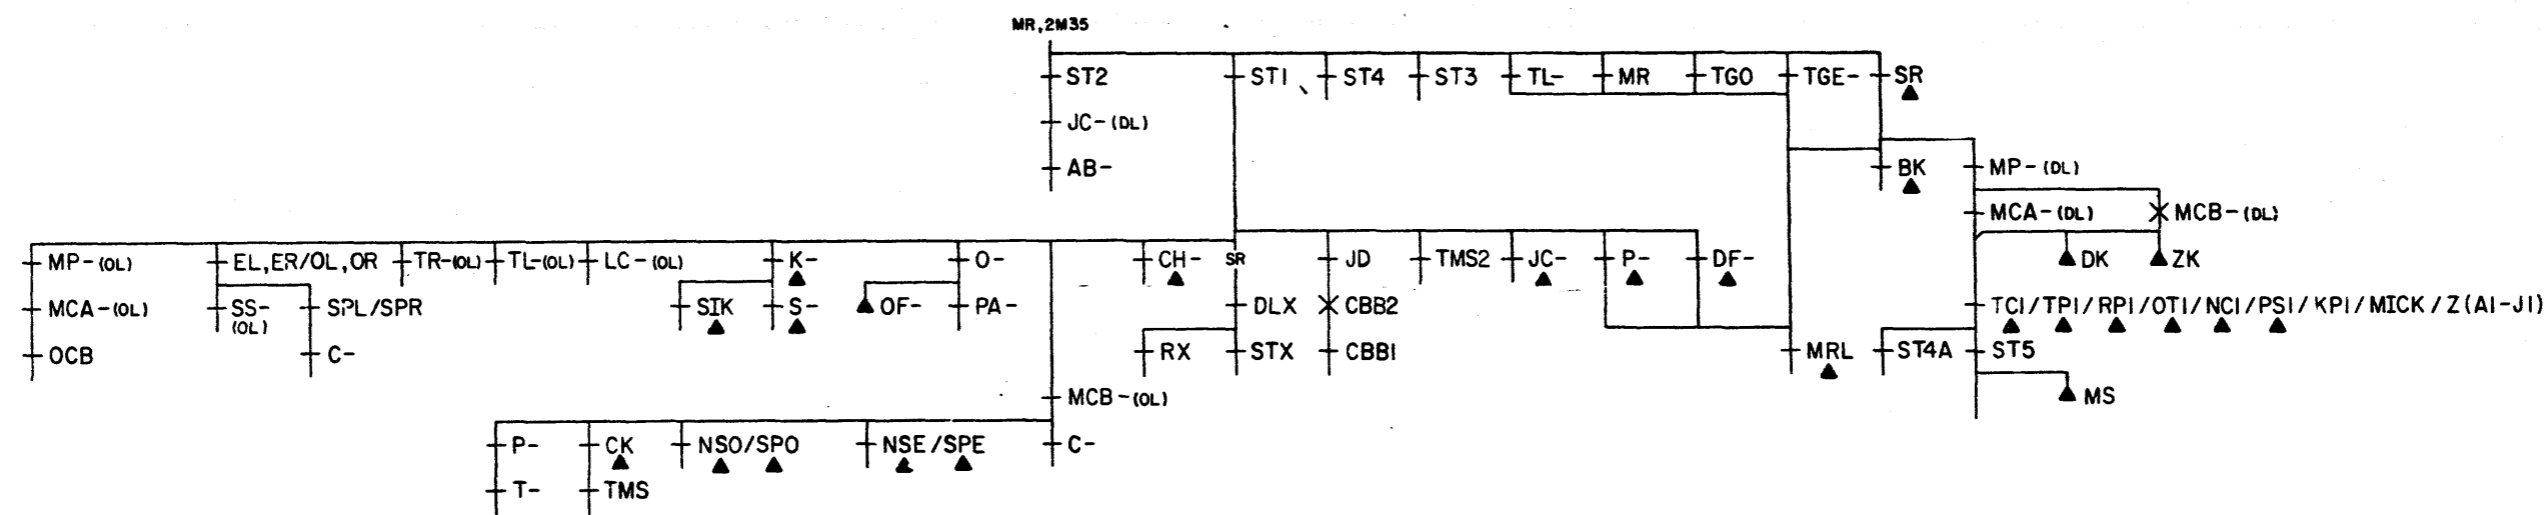 MR,2M35
ST2 ST1 ST4 ST3 TL- MR TGO TGE- SR
JC-(DL)
AB- BK MP-(DL)
MCA-(DL) MCB-(DL)
MP-(OL) EL,ER/OL,OR TR-(OL) TL-(OL) LC-(OL) K- O- CH- SR JD TMS2 JC- P- DF- DK ZK
MCA-(OL) SS- SPL/SPR STK S- OF- PA- DLX CBB2 TCI/TPI/RPI/OTI/NCI/PSI/KPI/MICK/Z(AI-JI)
(OL)
OCB C- RX STX CBB1 MRL ST4A ST5
MCB-(OL) MS
P- CK NSO/SPO NSE/SPE C-
T- TMS